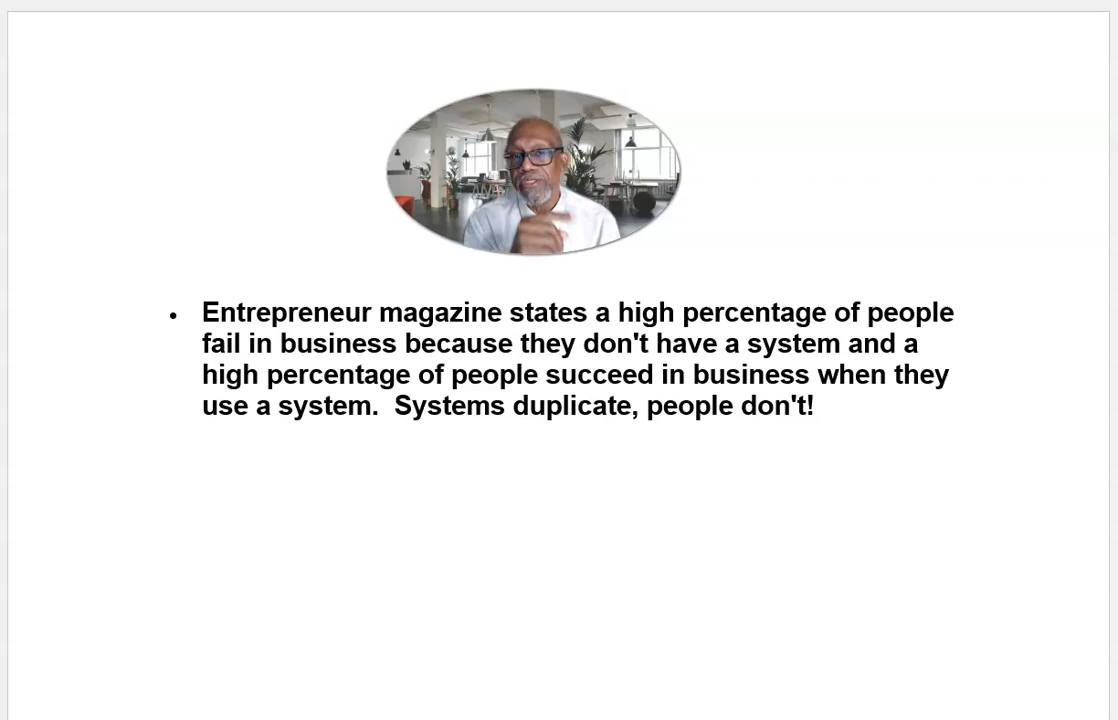 • Entrepreneur magazine states a high percentage of people
fail in business because they don't have a system and a
high percentage of people succeed in business when they
use a system.  Systems duplicate, people don't!